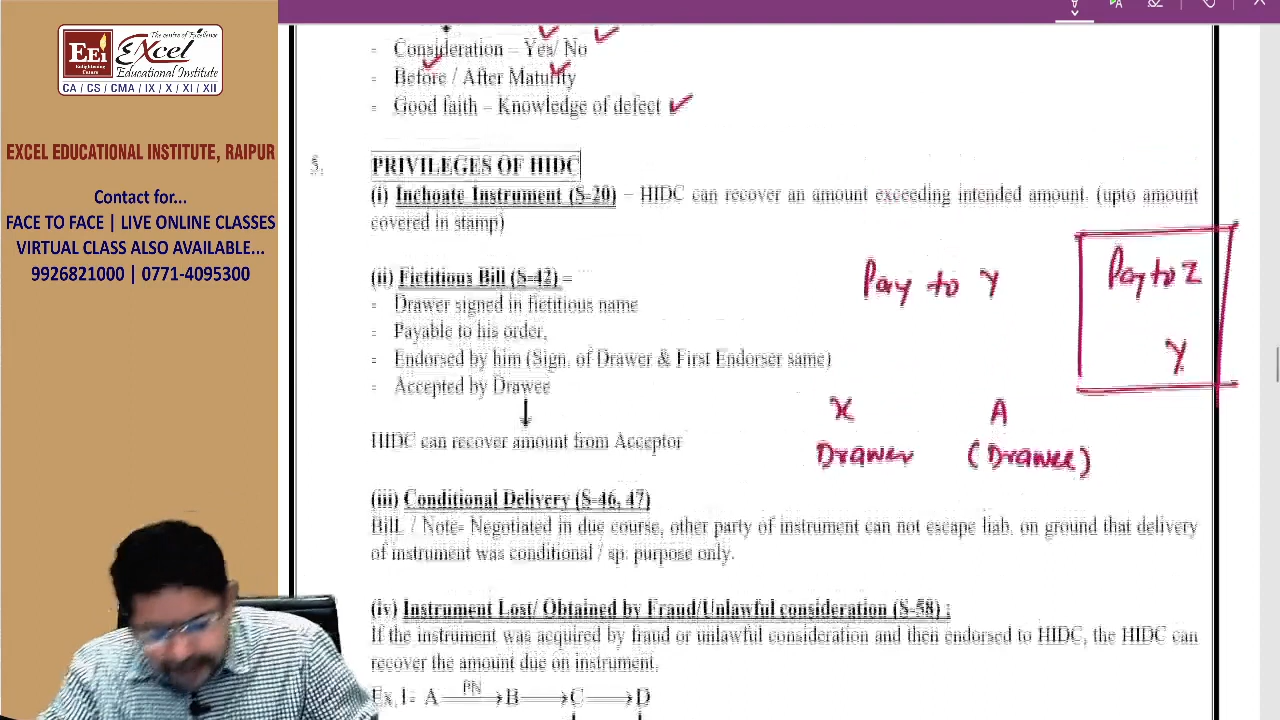 The centre of Excellence
EEi
Enlightening
Excel
Educational Institute
CA / CS / CMA / IX / X / XI / XII
EXCEL EDUCATIONAL INSTITUTE, RAIPUR
Contact for...
FACE TO FACE | LIVE ONLINE CLASSES
VIRTUAL CLASS ALSO AVAILABLE...
9926821000 | 0771-4095300
- Consideration – Yes/ No
- Before / After Maturity
- Good faith – Knowledge of defect
5. PRIVILEGES OF HIDC
(i) Inchoate Instrument (S-20) – HIDC can recover an amount exceeding intended amount. (upto amount
covered in stamp)
(ii) Fictitious Bill (S-42) =
- Drawer signed in fictitious name
- Payable to his order,
- Endorsed by him (Sign. of Drawer & First Endorser same)
- Accepted by Drawee
HIDC can recover amount from Acceptor
Pay to Y
Pay to Z
Y
X
A
Drawer
(Drawee)
(iii) Conditional Delivery (S-46, 47)
BilL / Note- Negotiated in due course, other party of instrument can not escape liab. on ground that delivery
of instrument was conditional / sp. purpose only.
(iv) Instrument Lost/ Obtained by Fraud/Unlawful consideration (S-58) :
If the instrument was acquired by fraud or unlawful consideration and then endorsed to HIDC, the HIDC can
recover the amount due on instrument.
PN
Ex. 1- A → B → C → D